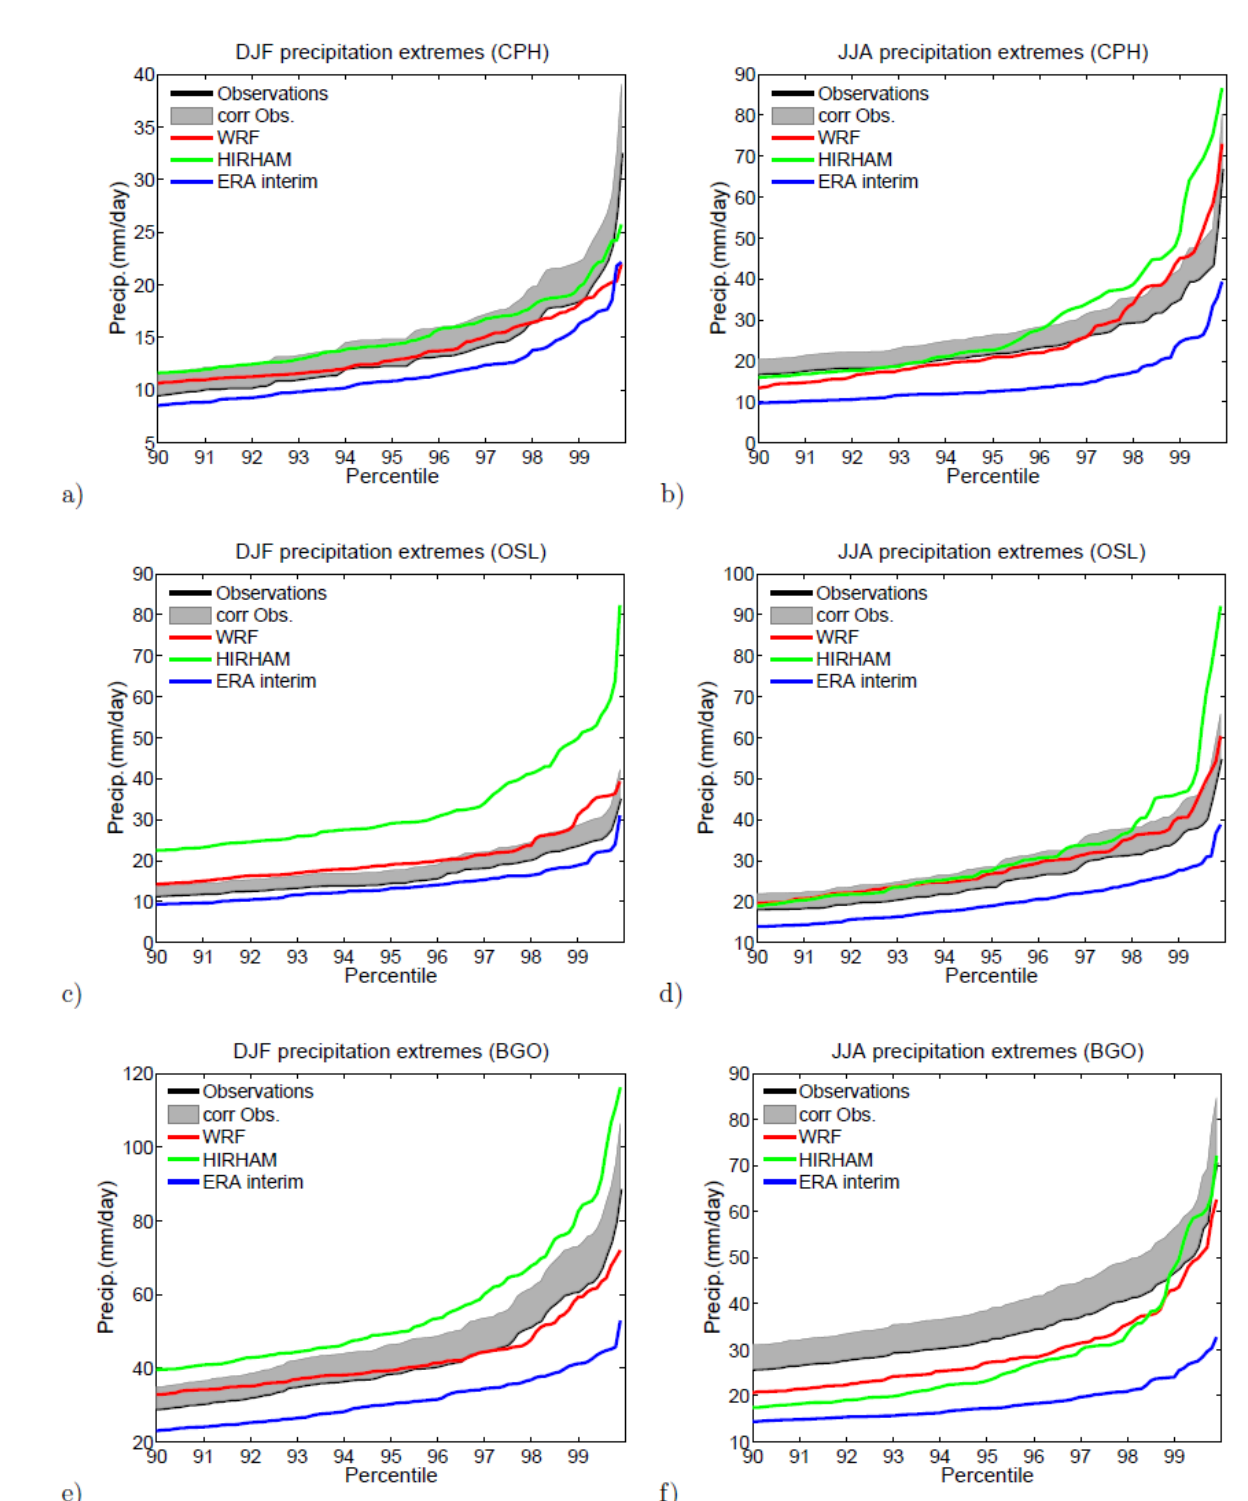 DJF precipitation extremes (CPH)
40
35
30
25
20
15
10
5
Precip.(mm/day)
Observations
corr Obs.
WRF
HIRHAM
ERA interim
90 91 92 93 94 95 96 97 98 99
Percentile
a)
JJA precipitation extremes (CPH)
90
80
70
60
50
40
30
20
10
0
Precip.(mm/day)
Observations
corr Obs.
WRF
HIRHAM
ERA interim
90 91 92 93 94 95 96 97 98 99
Percentile
b)
DJF precipitation extremes (OSL)
90
80
70
60
50
40
30
20
10
0
Precip.(mm/day)
Observations
corr Obs.
WRF
HIRHAM
ERA interim
90 91 92 93 94 95 96 97 98 99
Percentile
c)
JJA precipitation extremes (OSL)
100
90
80
70
60
50
40
30
20
10
Precip.(mm/day)
Observations
corr Obs.
WRF
HIRHAM
ERA interim
90 91 92 93 94 95 96 97 98 99
Percentile
d)
DJF precipitation extremes (BGO)
120
100
80
60
40
20
Precip.(mm/day)
Observations
corr Obs.
WRF
HIRHAM
ERA interim
90 91 92 93 94 95 96 97 98 99
Percentile
e)
JJA precipitation extremes (BGO)
90
80
70
60
50
40
30
20
10
Precip.(mm/day)
Observations
corr Obs.
WRF
HIRHAM
ERA interim
90 91 92 93 94 95 96 97 98 99
Percentile
f)